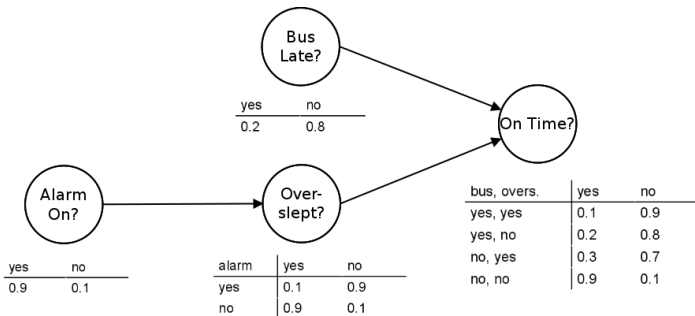 Bus
Late?
yes no
0.2 0.8
On Time?
Alarm
On?
yes no
0.9 0.1
Over-
slept?
alarm yes no
yes 0.1 0.9
no 0.9 0.1
bus, overs. yes no
yes, yes 0.1 0.9
yes, no 0.2 0.8
no, yes 0.3 0.7
no, no 0.9 0.1